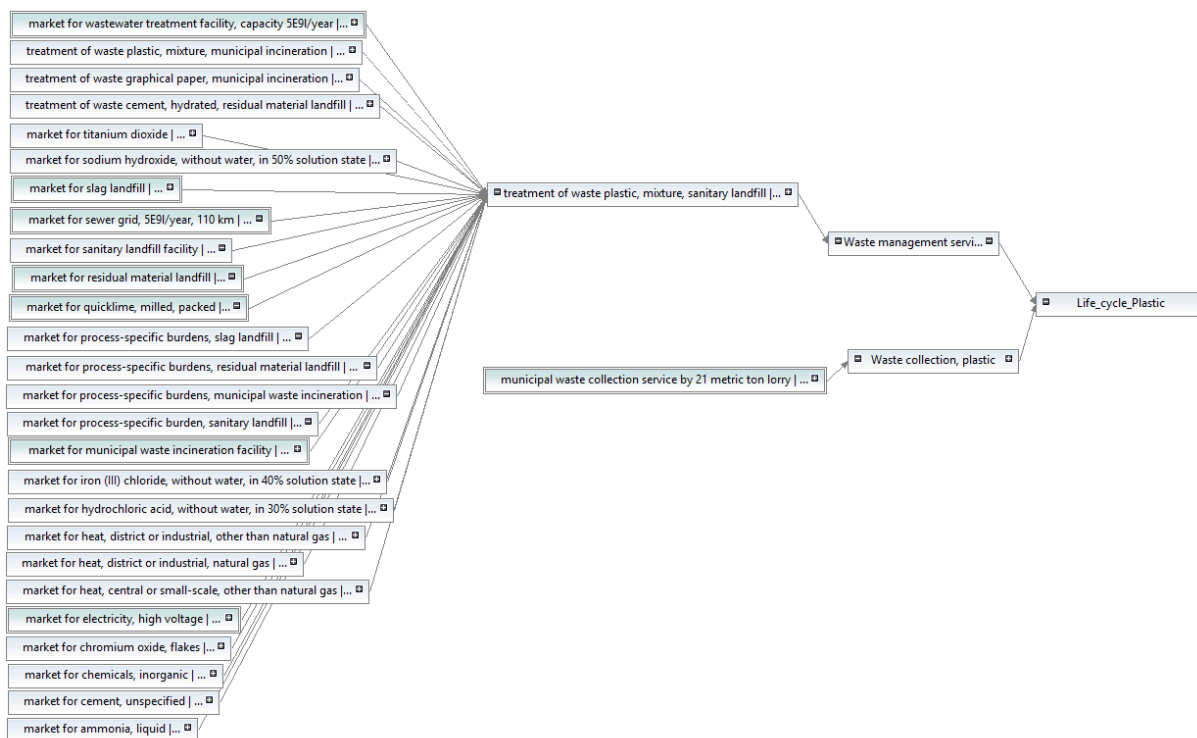 market for wastewater treatment facility, capacity 5E9l/year |...
treatment of waste plastic, mixture, municipal incineration | ...
treatment of waste graphical paper, municipal incineration |...
treatment of waste cement, hydrated, residual material landfill | ...
market for titanium dioxide | ...
market for sodium hydroxide, without water, in 50% solution state |...
market for slag landfill | ...
market for sewer grid, 5E9l/year, 110 km | ...
market for sanitary landfill facility | ...
market for residual material landfill |...
market for quicklime, milled, packed |...
market for process-specific burdens, slag landfill | ...
market for process-specific burdens, residual material landfill | ...
market for process-specific burdens, municipal waste incineration | ...
market for process-specific burden, sanitary landfill |...
market for municipal waste incineration facility | ...
market for iron (III) chloride, without water, in 40% solution state |...
market for hydrochloric acid, without water, in 30% solution state |...
market for heat, district or industrial, other than natural gas | ...
market for heat, district or industrial, natural gas | ...
market for heat, central or small-scale, other than natural gas |...
market for electricity, high voltage | ...
market for chromium oxide, flakes |...
market for chemicals, inorganic | ...
market for cement, unspecified | ...
market for ammonia, liquid | ...
treatment of waste plastic, mixture, sanitary landfill |...
Waste management servi...
Life_cycle_Plastic
Waste collection, plastic
municipal waste collection service by 21 metric ton lorry | ...